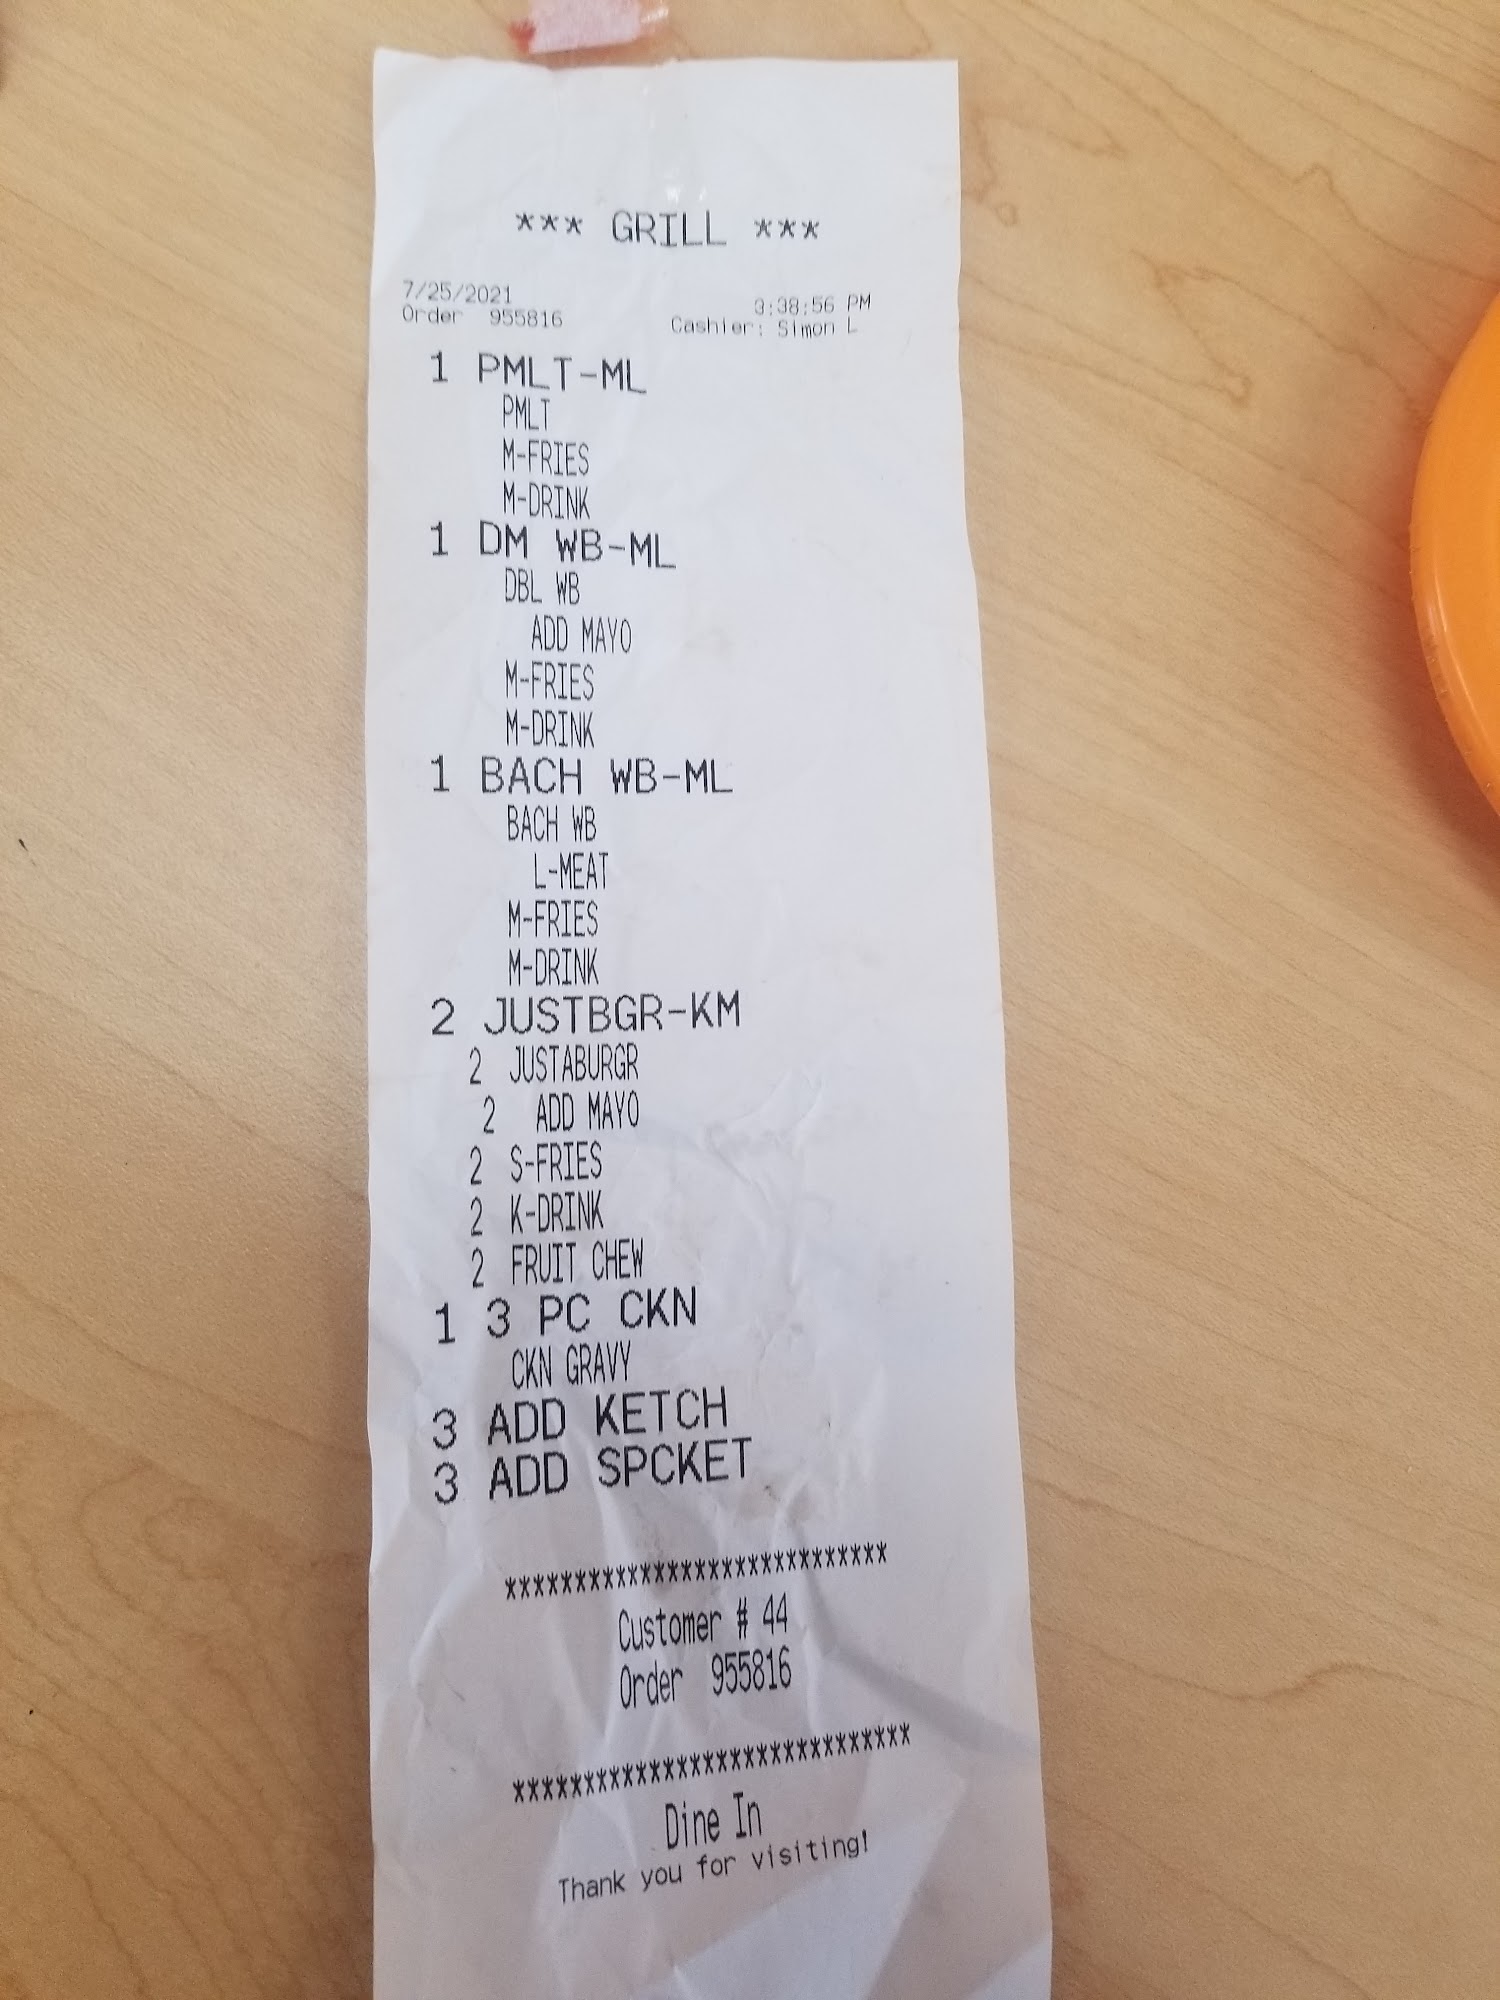 *** GRILL ***
7/25/2021 3:38:56 PM
Order 955816 Cashier: Simon L
1 PMLT-ML
PMLT
M-FRIES
M-DRINK
1 DM WB-ML
DBL WB
ADD MAYO
M-FRIES
M-DRINK
1 BACH WB-ML
BACH WB
L-MEAT
M-FRIES
M-DRINK
2 JUSTBGR-KM
2 JUSTABURGR
2 ADD MAYO
2 S-FRIES
2 K-DRINK
2 FRUIT CHEW
1 3 PC CKN
CKN GRAVY
3 ADD KETCH
3 ADD SPCKET
****************************
Customer # 44
Order 955816
****************************
Dine In
Thank you for visiting!